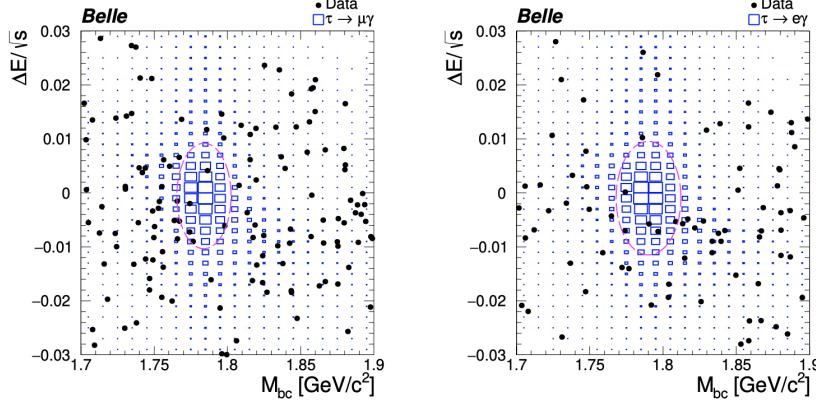 Belle
Data
τ → μγ
ΔE/√s
0.03
0.02
0.01
0
−0.01
−0.02
−0.03
1.7
1.75
1.8
1.85
1.9
M_bc [GeV/c²]
Belle
Data
τ → eγ
ΔE/√s
0.03
0.02
0.01
0
−0.01
−0.02
−0.03
1.7
1.75
1.8
1.85
1.9
M_bc [GeV/c²]